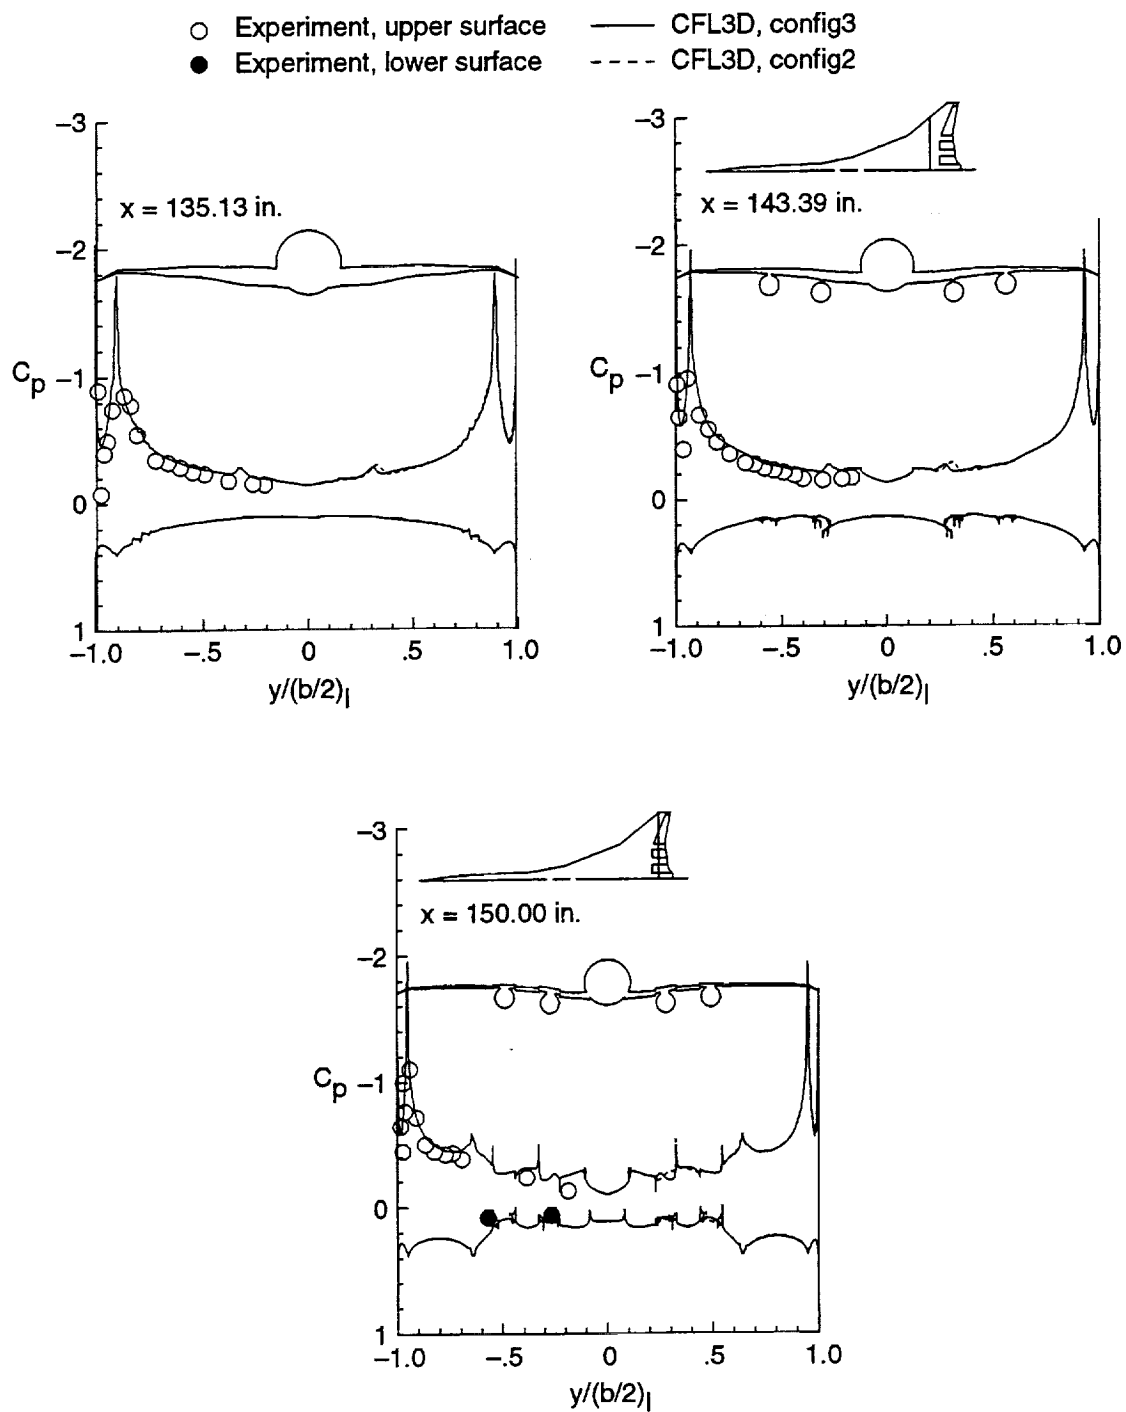 Experiment, upper surface
CFL3D, config3
Experiment, lower surface
CFL3D, config2
−3
−2
−1
0
1
Cp
x = 135.13 in.
−1.0 −.5 0 .5 1.0
y/(b/2)l
−3
−2
−1
0
1
Cp
x = 143.39 in.
−1.0 −.5 0 .5 1.0
y/(b/2)l
−3
−2
−1
0
1
Cp
x = 150.00 in.
−1.0 −.5 0 .5 1.0
y/(b/2)l